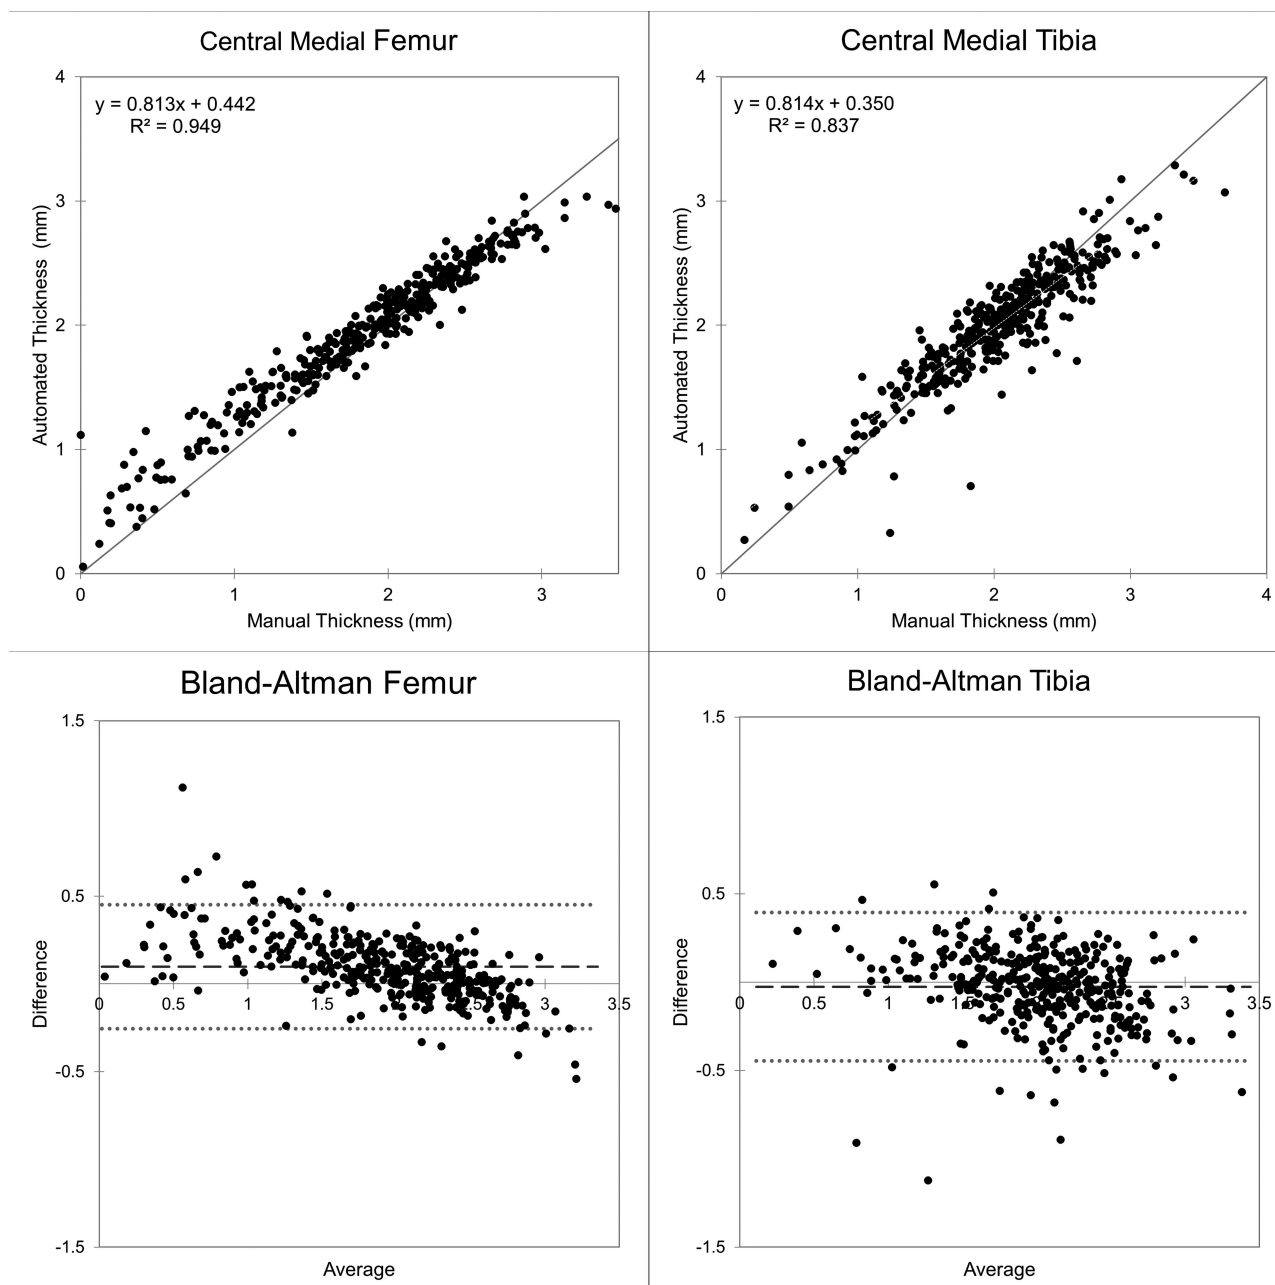 Central Medial Femur
y = 0.813x + 0.442
R² = 0.949
Automated Thickness (mm)
4
3
2
1
0
0 1 2 3
Manual Thickness (mm)
Central Medial Tibia
y = 0.814x + 0.350
R² = 0.837
Automated Thickness (mm)
4
3
2
1
0
0 1 2 3 4
Manual Thickness (mm)
Bland-Altman Femur
Difference
1.5
0.5
-0.5
-1.5
0 0.5 1 1.5 2 2.5 3 3.5
Average
Bland-Altman Tibia
Difference
1.5
0.5
-0.5
-1.5
0 0.5 1 3 3.5
Average